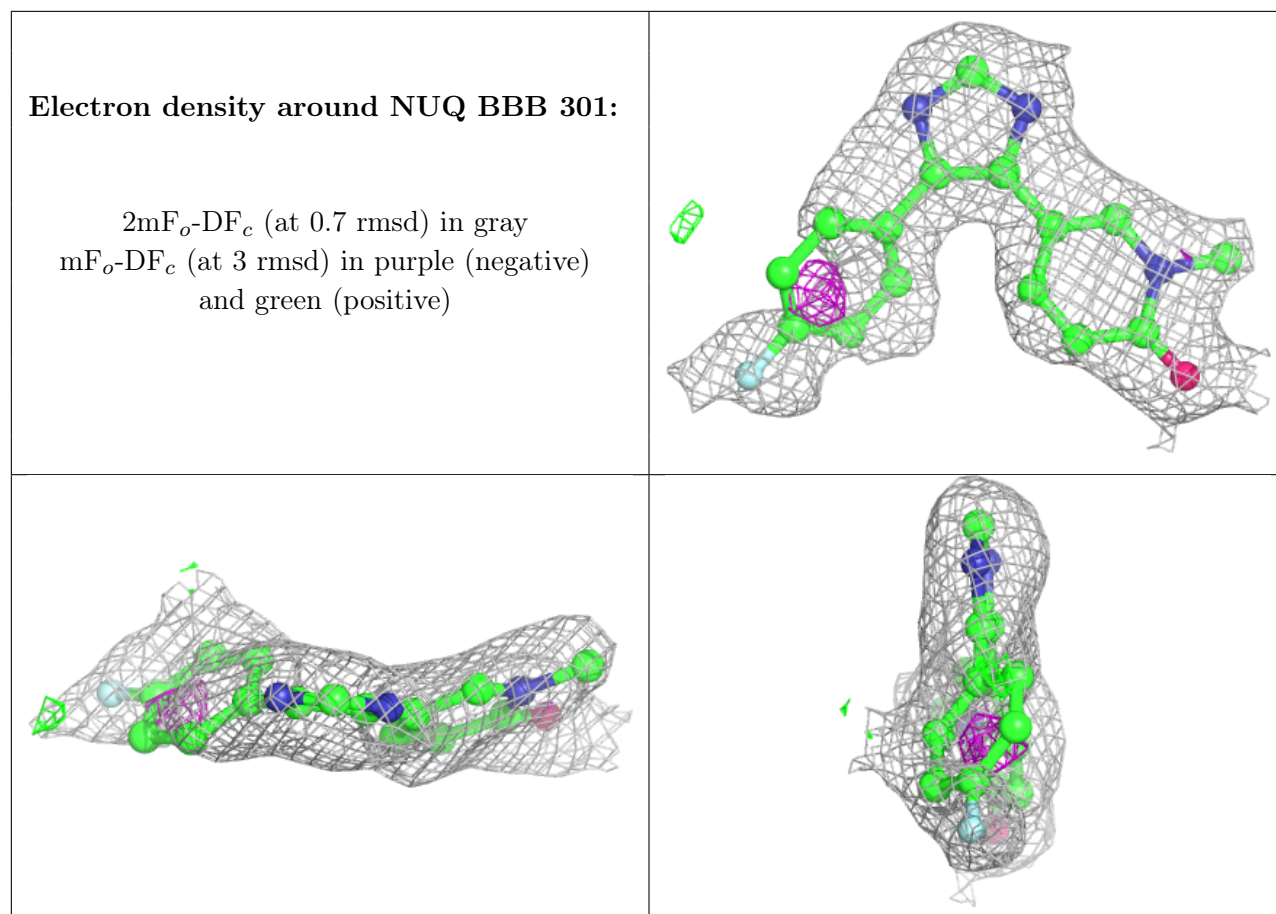 Electron density around NUQ BBB 301:
2mFo-DFc (at 0.7 rmsd) in gray
mFo-DFc (at 3 rmsd) in purple (negative)
and green (positive)